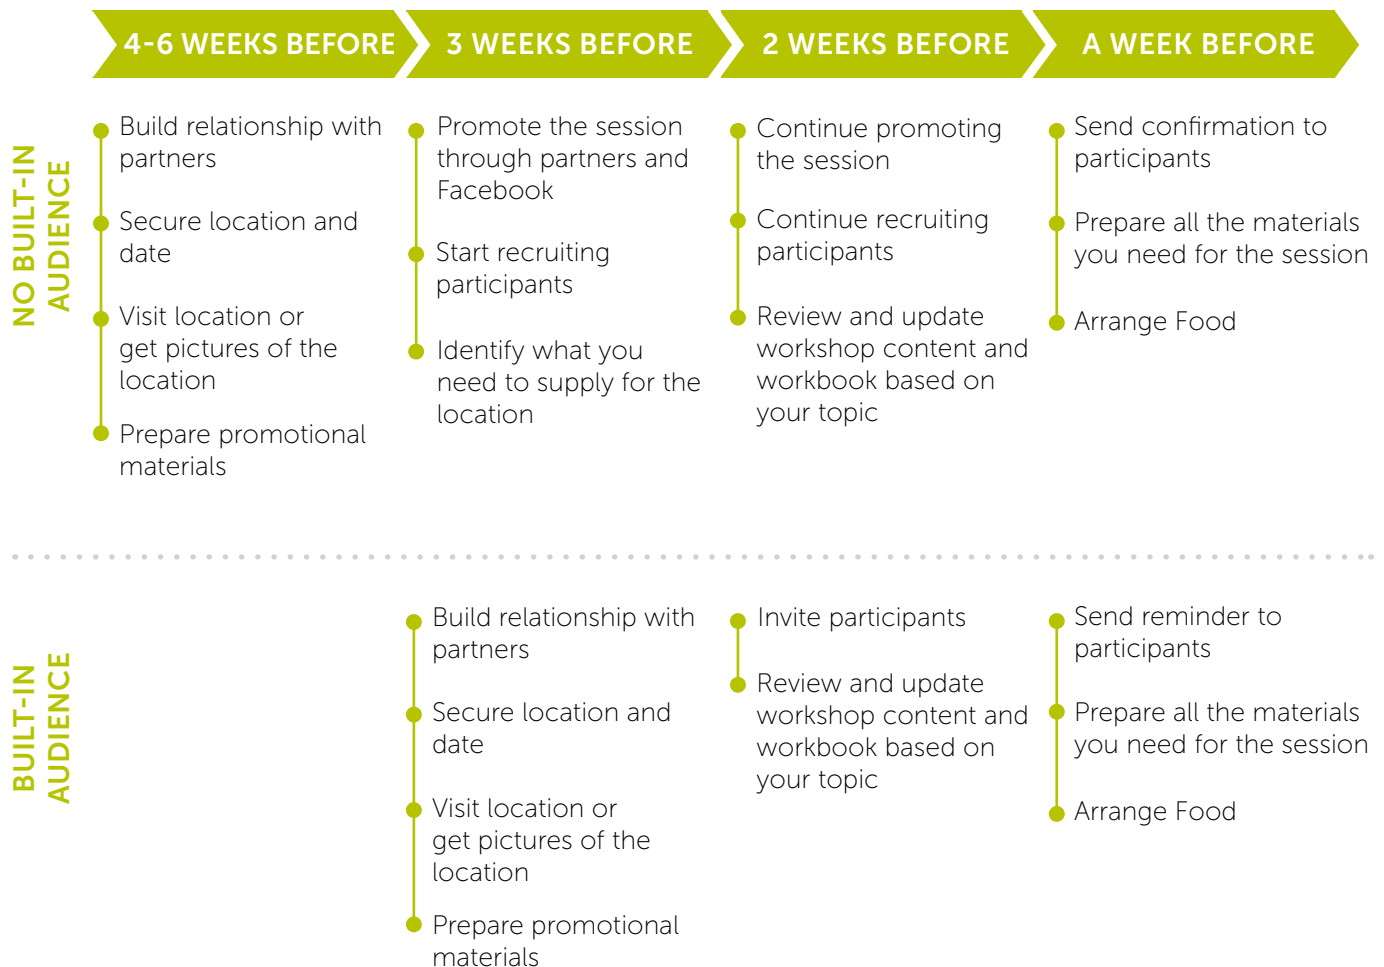 4-6 WEEKS BEFORE
3 WEEKS BEFORE
2 WEEKS BEFORE
A WEEK BEFORE
NO BUILT-IN
AUDIENCE
Build relationship with
partners
Secure location and
date
Visit location or
get pictures of the
location
Prepare promotional
materials
Promote the session
through partners and
Facebook
Start recruiting
participants
Identify what you
need to supply for the
location
Continue promoting
the session
Continue recruiting
participants
Review and update
workshop content and
workbook based on
your topic
Send confirmation to
participants
Prepare all the materials
you need for the session
Arrange Food
BUILT-IN
AUDIENCE
Build relationship with
partners
Secure location and
date
Visit location or
get pictures of the
location
Prepare promotional
materials
Invite participants
Review and update
workshop content and
workbook based on
your topic
Send reminder to
participants
Prepare all the materials
you need for the session
Arrange Food